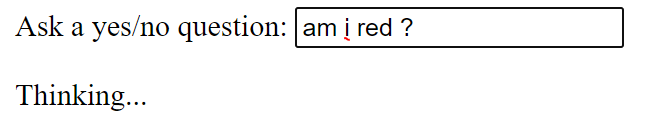 Ask a yes/no question: am i red ?
Thinking...